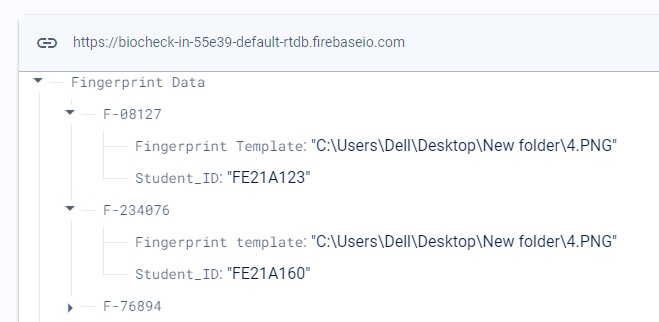 https://biocheck-in-55e39-default-rtdb.firebaseio.com
Fingerprint Data
F-08127
Fingerprint Template: "C:\Users\Dell\Desktop\New folder\4.PNG"
Student_ID: "FE21A123"
F-234076
Fingerprint template: "C:\Users\Dell\Desktop\New folder\4.PNG"
Student_ID: "FE21A160"
F-76894